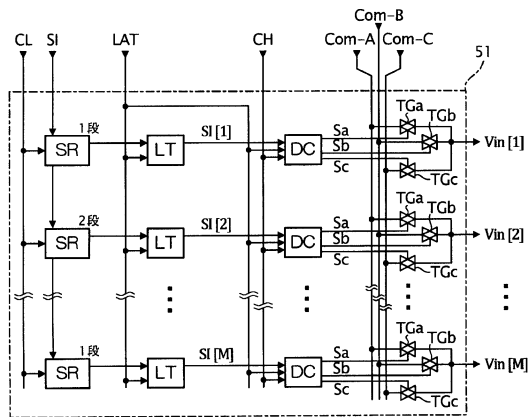 Com-B
CL SI LAT CH Com-A Com-C
51
1段 SI [1] Sa TGa TGb
SR LT DC Sb Vin [1]
Sc TGc
2段 SI [2] Sa TGa TGb
SR LT DC Sb Vin [2]
Sc TGc
1段 SI [M] Sa TGa TGb
SR LT DC Sb Vin [M]
Sc TGc